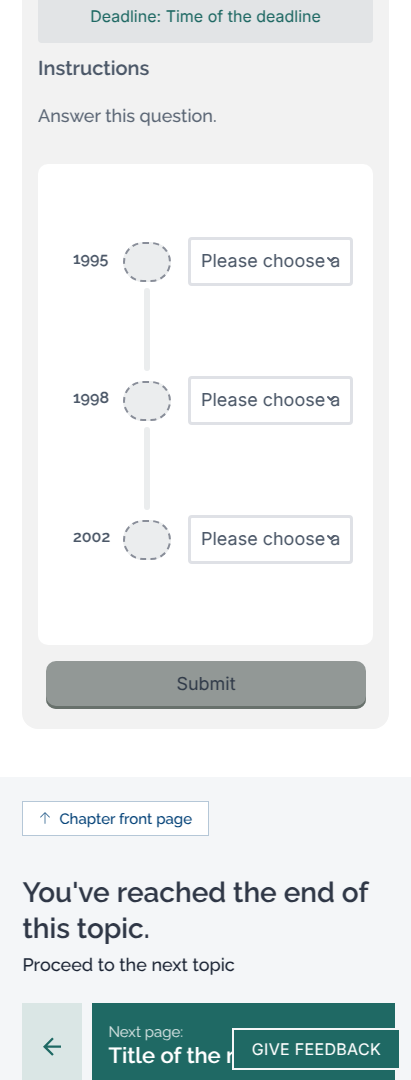 Deadline: Time of the deadline
Instructions
Answer this question.
1995
Please choose a
1998
Please choose a
2002
Please choose a
Submit
Chapter front page
You've reached the end of
this topic.
Proceed to the next topic
Next page:
Title of the
GIVE FEEDBACK